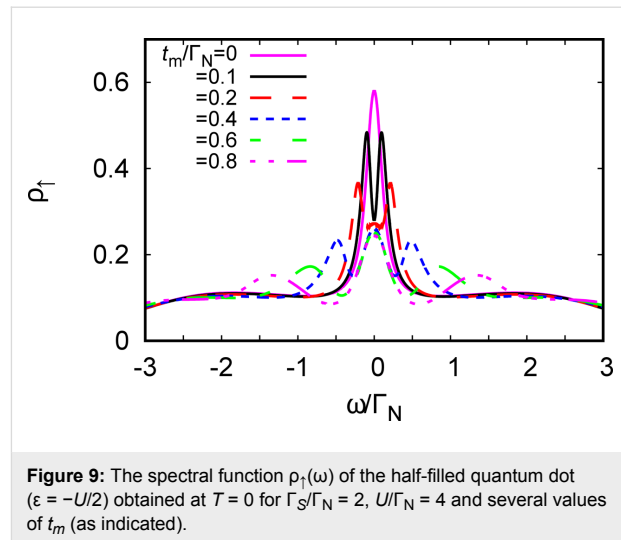 t_m/Γ_N=0
=0.1
=0.2
=0.4
=0.6
=0.8
0.6
0.4
0.2
0
ρ↑
-3 -2 -1 0 1 2 3
ω/Γ_N
Figure 9: The spectral function ρ↑(ω) of the half-filled quantum dot
(ε = −U/2) obtained at T = 0 for Γ_S/Γ_N = 2, U/Γ_N = 4 and several values
of t_m (as indicated).